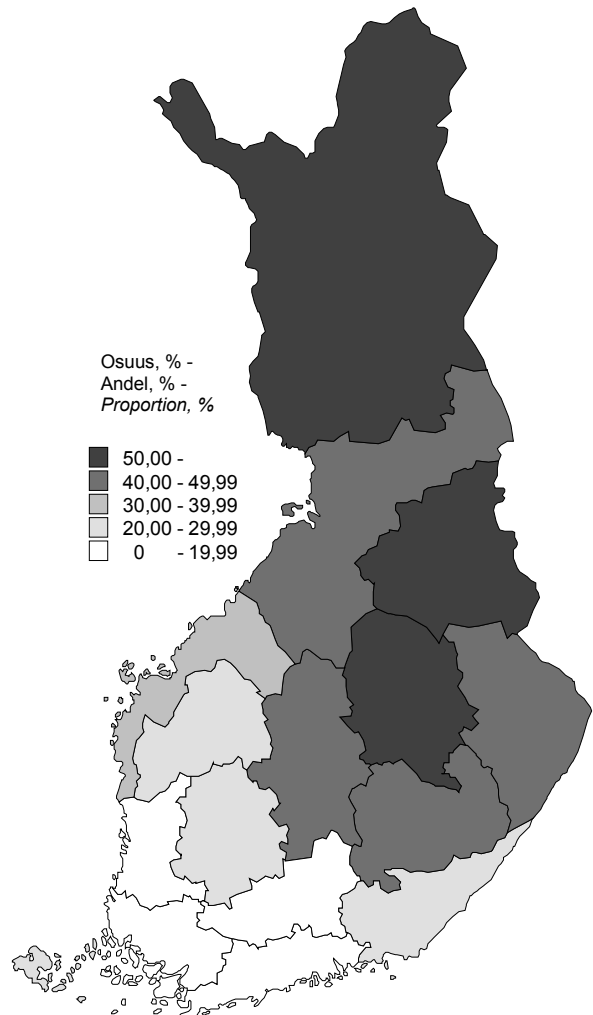 Osuus, % -
Andel, % -
Proportion, %
50,00 -
40,00 - 49,99
30,00 - 39,99
20,00 - 29,99
0 - 19,99